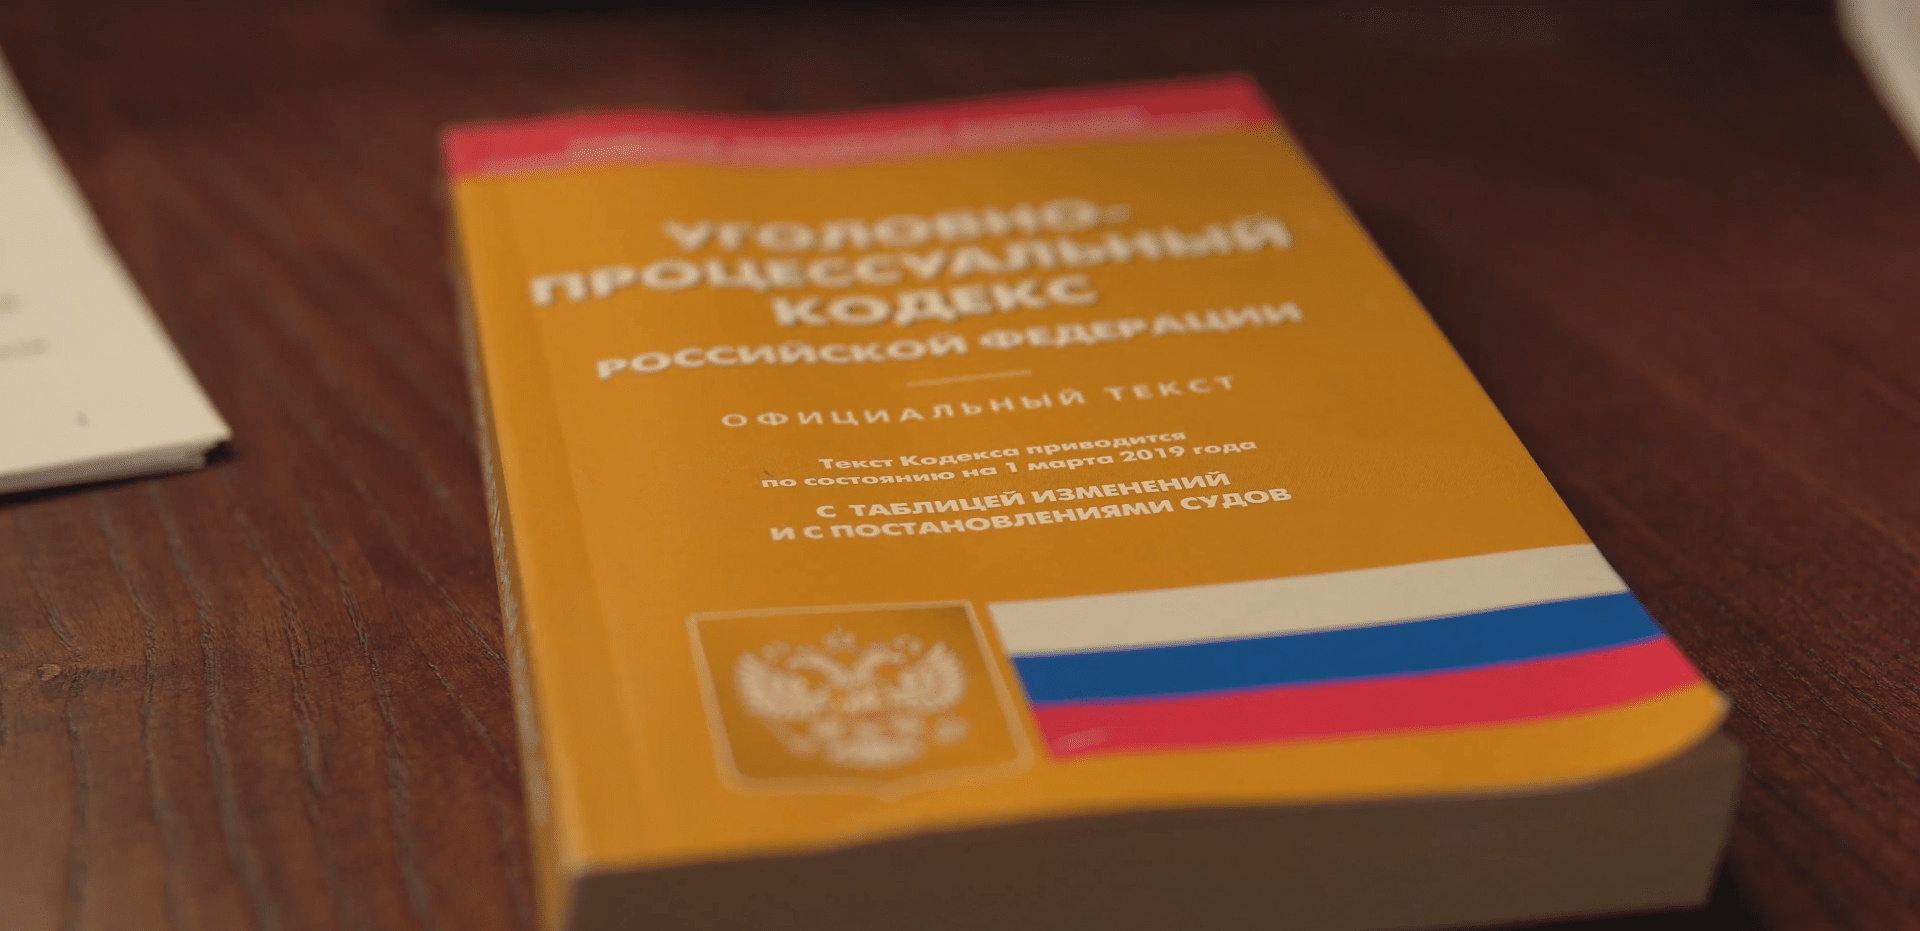 УГОЛОВНО-
ПРОЦЕССУАЛЬНЫЙ
КОДЕКС
РОССИЙСКОЙ ФЕДЕРАЦИИ
ОФИЦИАЛЬНЫЙ ТЕКСТ
Текст Кодекса приводится
по состоянию на 1 марта 2019 года
С ТАБЛИЦЕЙ ИЗМЕНЕНИЙ
И С ПОСТАНОВЛЕНИЯМИ СУДОВ